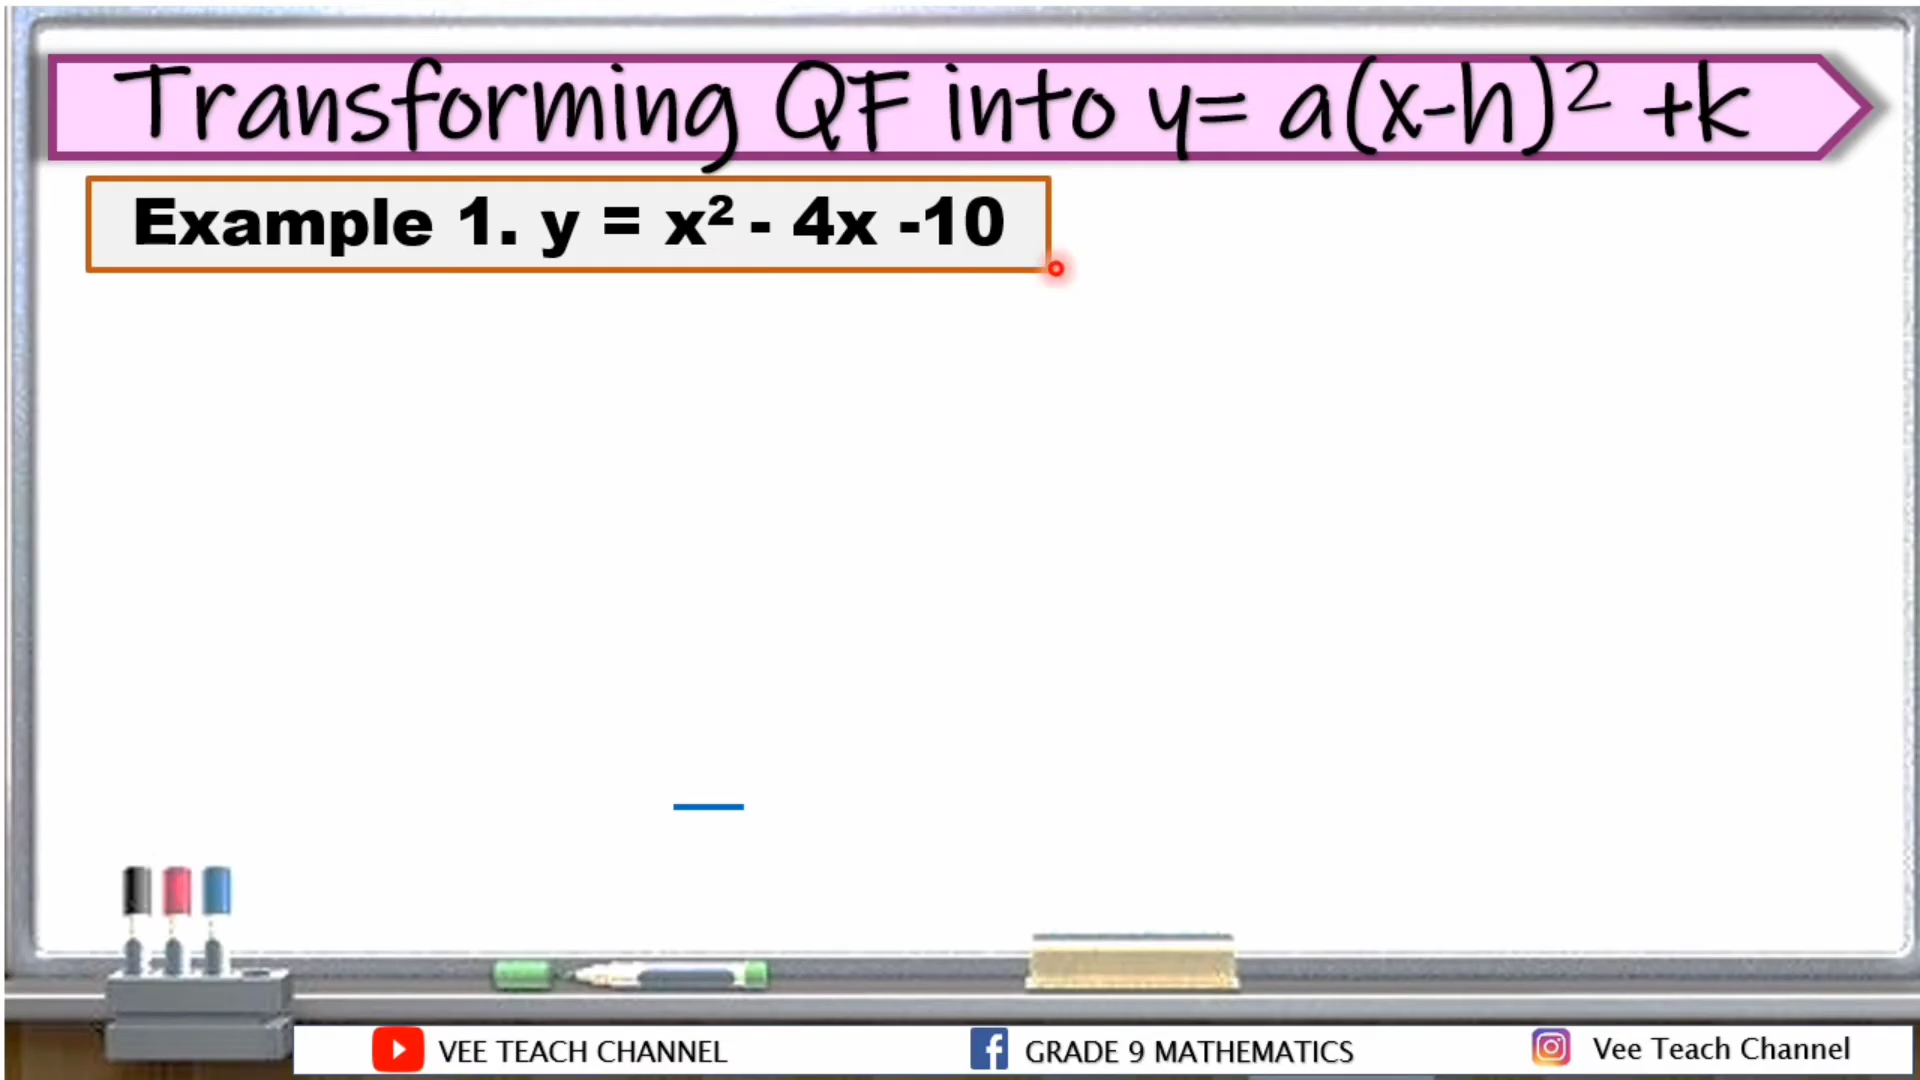 Transforming QF into y= a(x-h)² +k
Example 1. y = x² - 4x -10
VEE TEACH CHANNEL
GRADE 9 MATHEMATICS
Vee Teach Channel